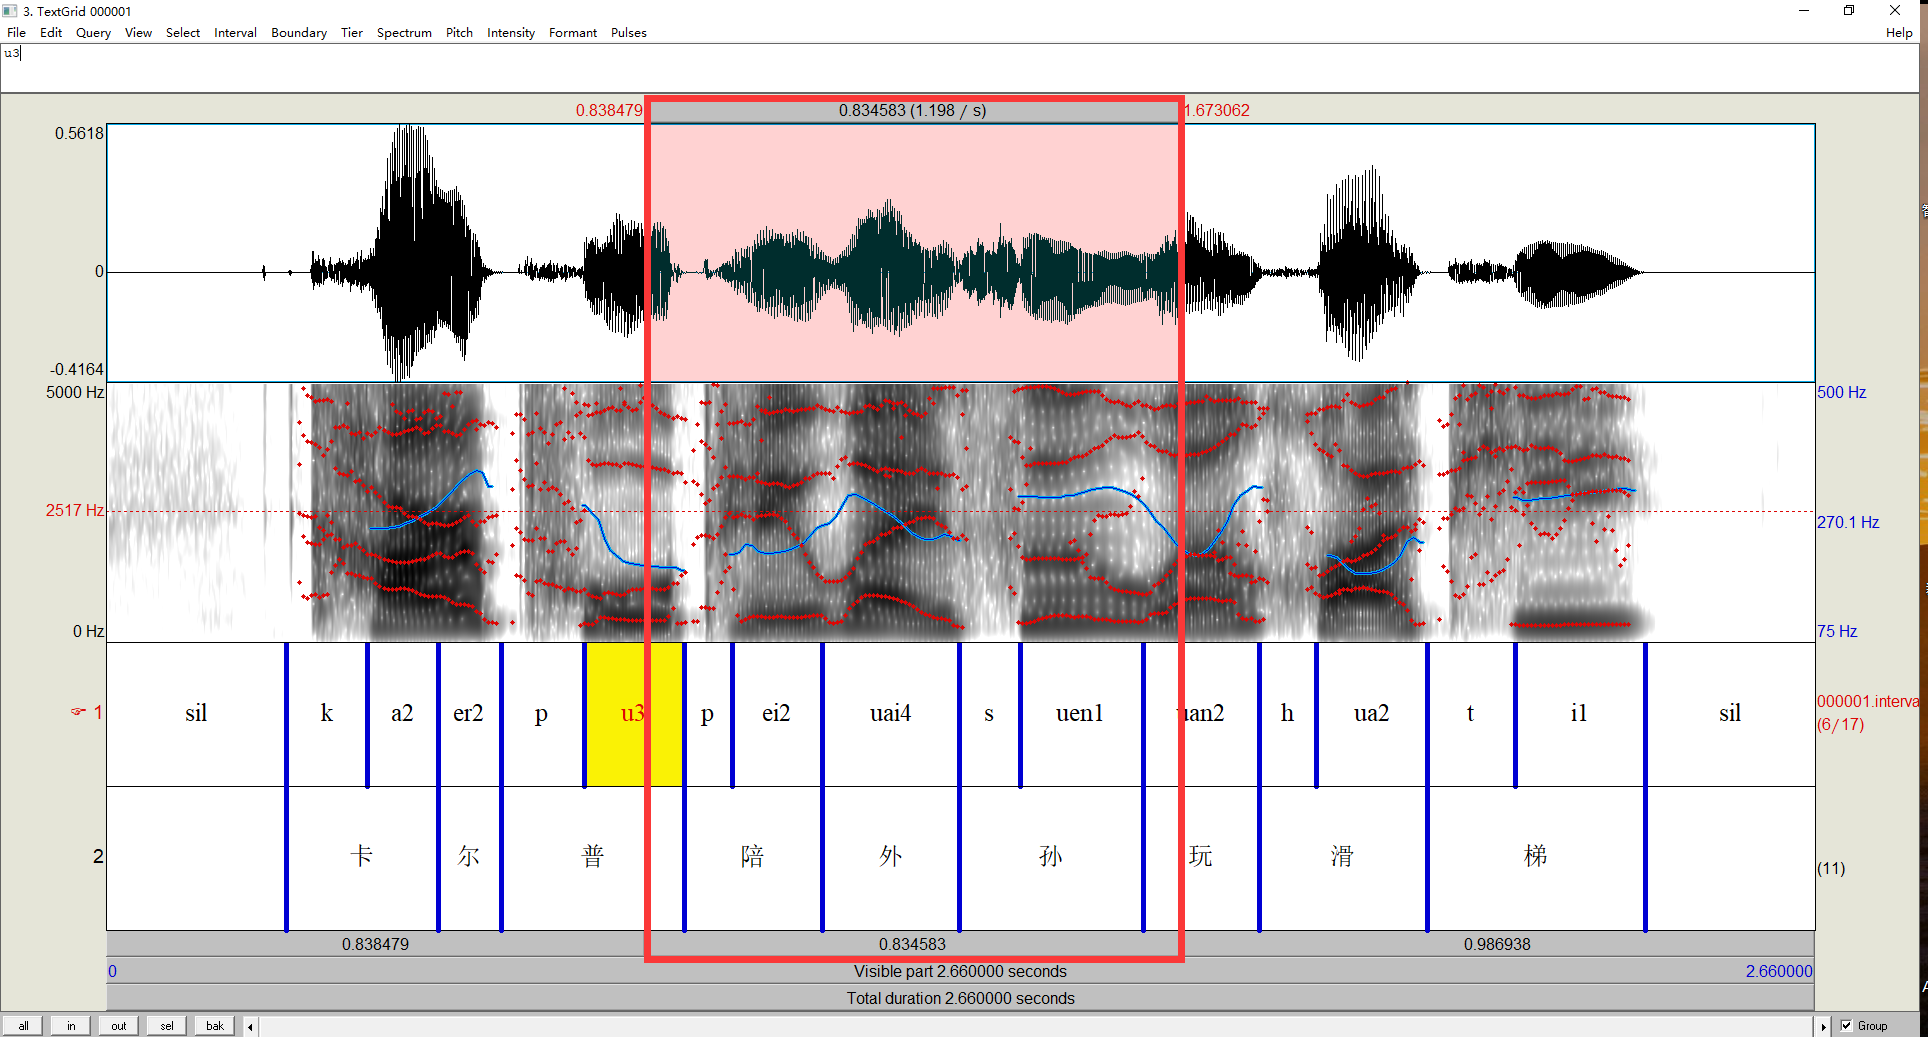 3. TextGrid 000001
File Edit Query View Select Interval Boundary Tier Spectrum Pitch Intensity Formant Pulses Help
u3
0.838479 0.834583 (1.198 / s) 1.673062
0.5618
0
-0.4164
5000 Hz 500 Hz
2517 Hz 270.1 Hz
0 Hz 75 Hz
☞ 1 sil k a2 er2 p u3 p ei2 uai4 s uen1 uan2 h ua2 t i1 sil 000001.interva
(6/17)
2 卡 尔 普 陪 外 孙 玩 滑 梯 (11)
0.838479 0.834583 0.986938
0 Visible part 2.660000 seconds 2.660000
Total duration 2.660000 seconds
all in out sel bak Group